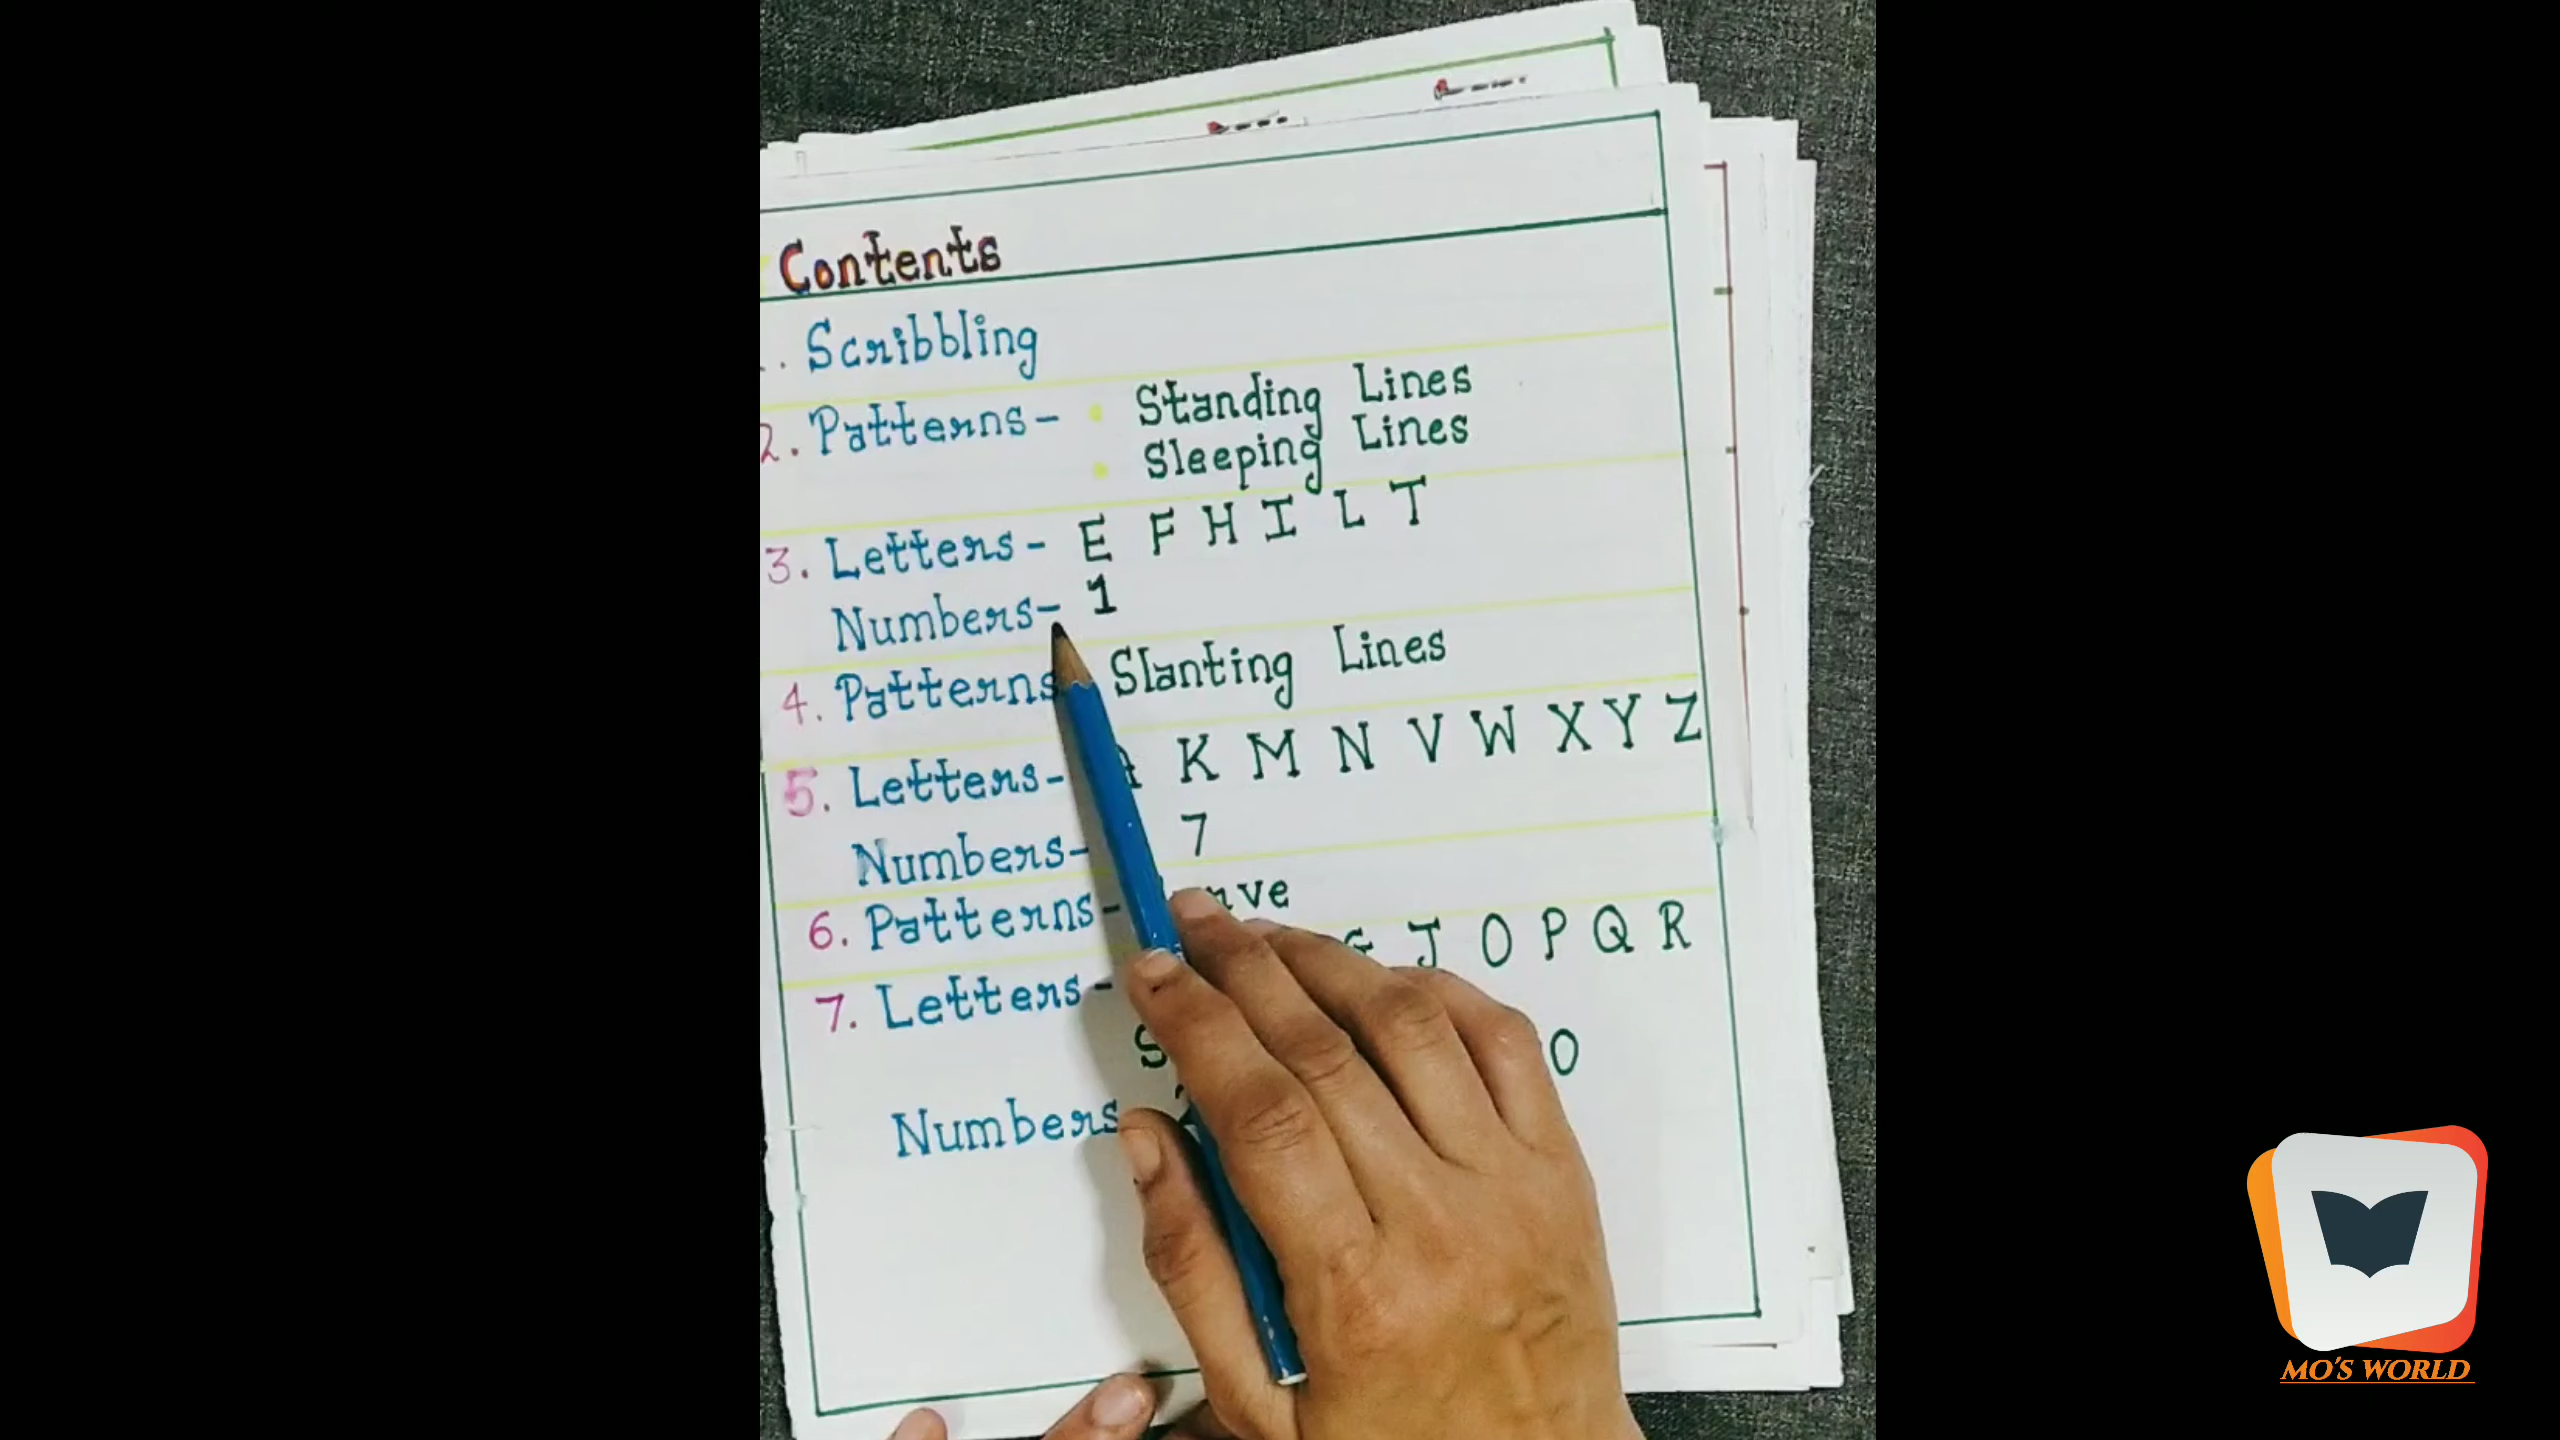 Contents
Scribbling
2. Patterns - • Standing Lines
• Sleeping Lines
3. Letters - E F H I L T
Numbers - 1
4. Patterns Slanting Lines
5. Letters - K M N V W X Y Z
Numbers - 7
6. Patterns -
7. Letters - J O P Q R
S O
Numbers
MO'S WORLD